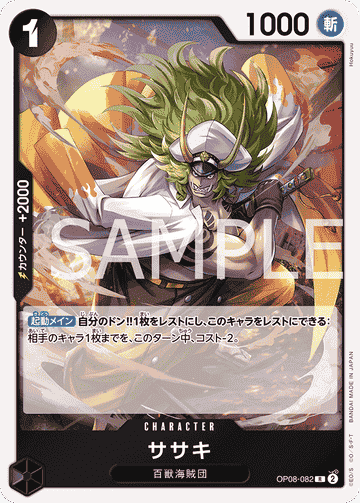 1
1000
斬
Hokuyuu
カウンター +2000
SAMPLE
起動メイン 自分のドン!!1枚をレストにし、このキャラをレストにできる:
相手のキャラ1枚までを、このターン中、コスト-2。
CHARACTER
ササキ
百獣海賊団
OP08-082 R 2
©E.O/S. ©E.O./S.,F.,T. BANDAI MADE IN JAPAN